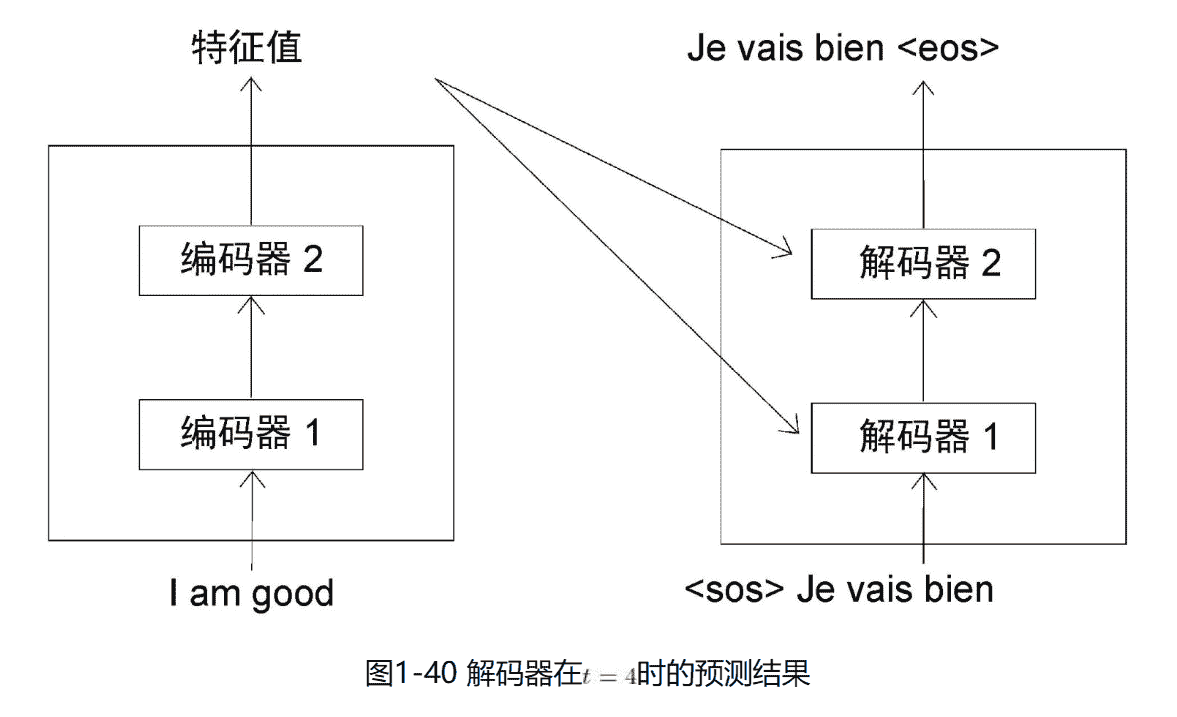 特征值
编码器 2
编码器 1
I am good
Je vais bien <eos>
解码器 2
解码器 1
<sos> Je vais bien
图1-40 解码器在t = 4时的预测结果